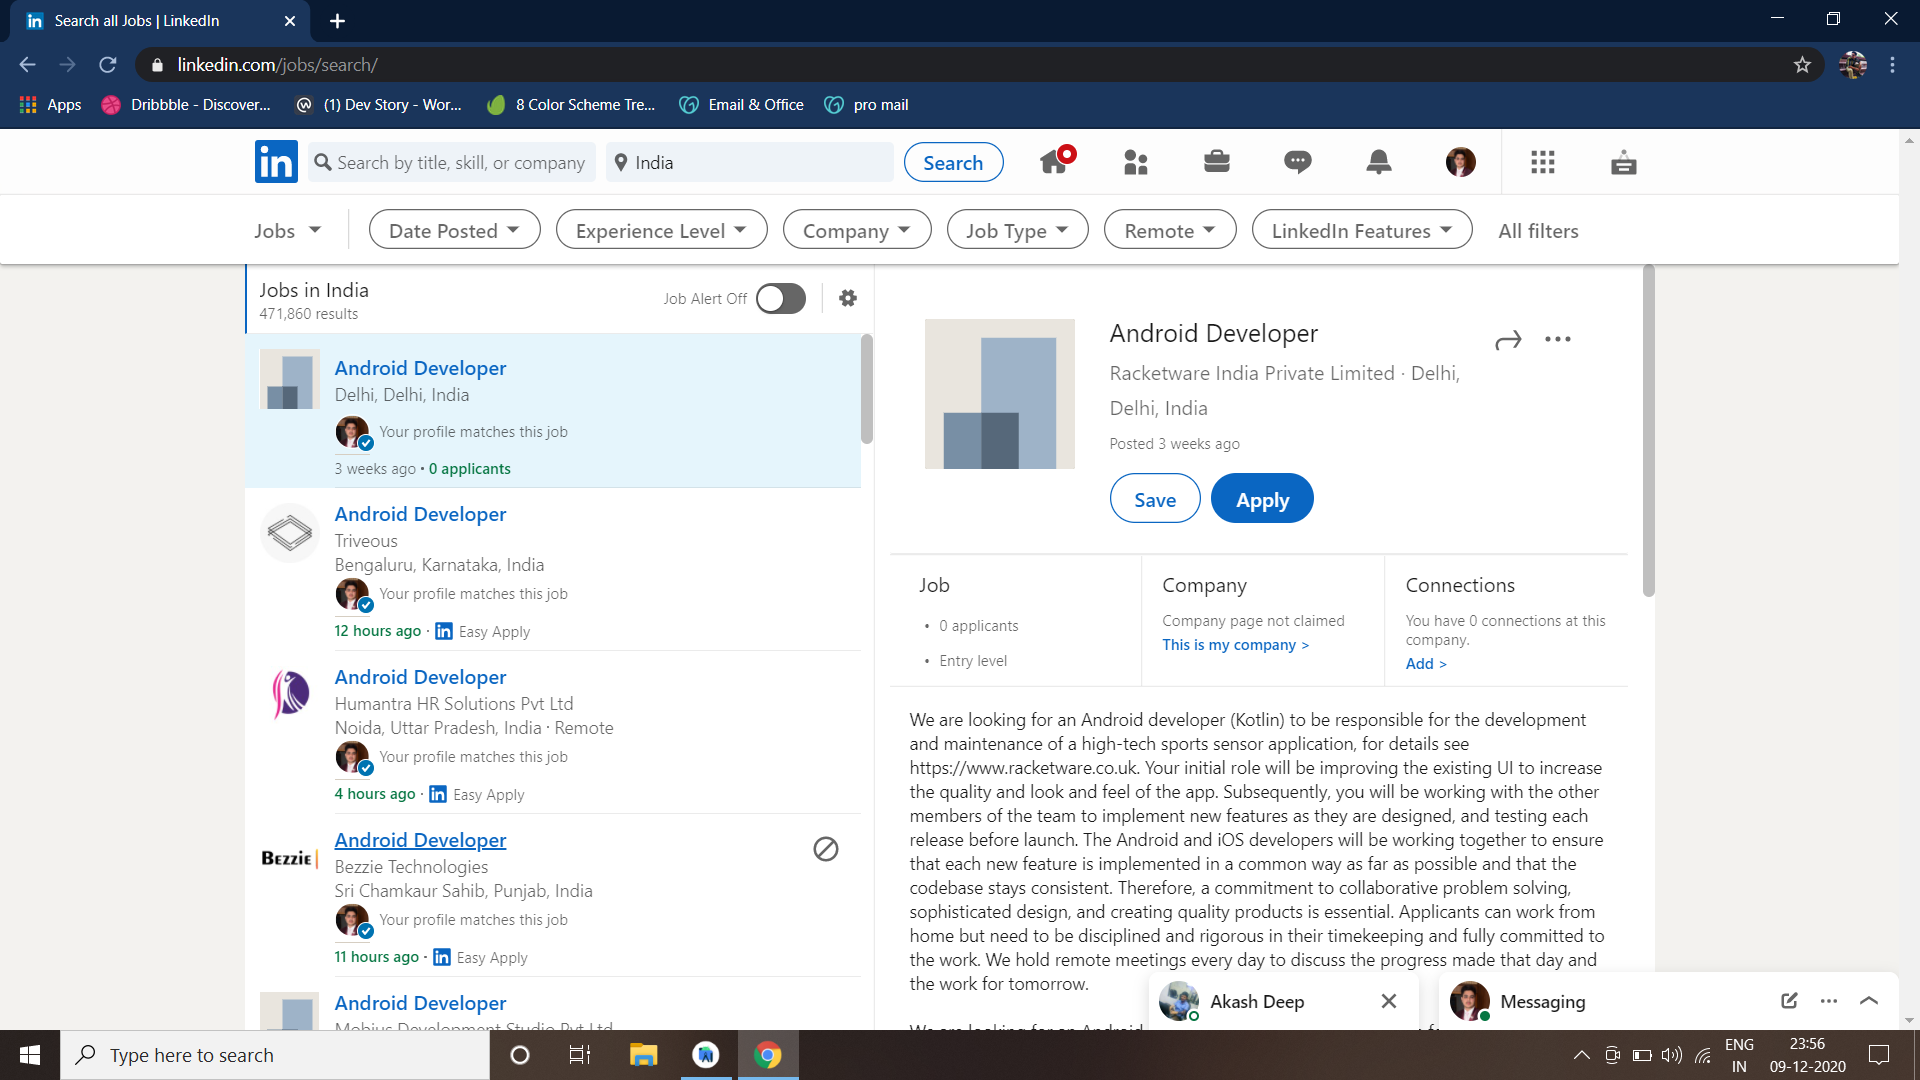 Search all Jobs | LinkedIn
linkedin.com/jobs/search/
Apps
Dribbble - Discover...
(1) Dev Story - Wor...
8 Color Scheme Tre...
Email & Office
pro mail
in
Search by title, skill, or company
India
Search
Jobs
Date Posted
Experience Level
Company
Job Type
Remote
LinkedIn Features
All filters
Jobs in India
471,860 results
Job Alert Off
Android Developer
Delhi, Delhi, India
Your profile matches this job
3 weeks ago • 0 applicants
Android Developer
Triveous
Bengaluru, Karnataka, India
Your profile matches this job
12 hours ago · in Easy Apply
Android Developer
Humantra HR Solutions Pvt Ltd
Noida, Uttar Pradesh, India · Remote
Your profile matches this job
4 hours ago · in Easy Apply
BEZZIE
Android Developer
Bezzie Technologies
Sri Chamkaur Sahib, Punjab, India
Your profile matches this job
11 hours ago · in Easy Apply
Android Developer
Mobius Development Studio Pvt Ltd
Android Developer
Racketware India Private Limited · Delhi,
Delhi, India
Posted 3 weeks ago
Save
Apply
Job
• 0 applicants
• Entry level
Company
Company page not claimed
This is my company >
Connections
You have 0 connections at this
company.
Add >
We are looking for an Android developer (Kotlin) to be responsible for the development
and maintenance of a high-tech sports sensor application, for details see
https://www.racketware.co.uk. Your initial role will be improving the existing UI to increase
the quality and look and feel of the app. Subsequently, you will be working with the other
members of the team to implement new features as they are designed, and testing each
release before launch. The Android and iOS developers will be working together to ensure
that each new feature is implemented in a common way as far as possible and that the
codebase stays consistent. Therefore, a commitment to collaborative problem solving,
sophisticated design, and creating quality products is essential. Applicants can work from
home but need to be disciplined and rigorous in their timekeeping and fully committed to
the work. We hold remote meetings every day to discuss the progress made that day and
the work for tomorrow.
We are looking for an Android
Akash Deep
Messaging
Type here to search
ENG
IN
23:56
09-12-2020